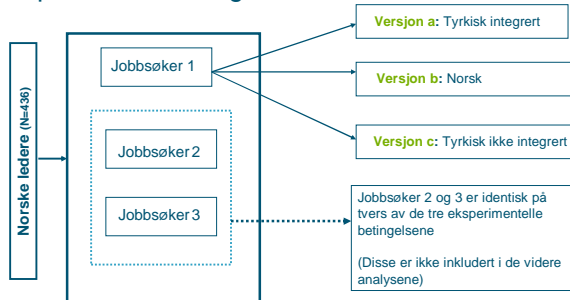 Norske ledere (N=436)
Jobbsøker 1
Jobbsøker 2
Jobbsøker 3
Versjon a: Tyrkisk integrert
Versjon b: Norsk
Versjon c: Tyrkisk ikke integrert
Jobbsøker 2 og 3 er identisk på
tvers av de tre eksperimentelle
betingelsene
(Disse er ikke inkludert i de videre
analysene)